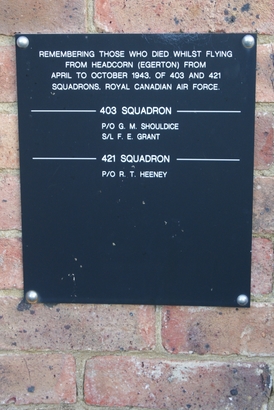 REMEMBERING THOSE WHO DIED WHILST FLYING
FROM HEADCORN (EGERTON) FROM
APRIL TO OCTOBER 1943, OF 403 AND 421
SQUADRONS, ROYAL CANADIAN AIR FORCE.
403 SQUADRON
P/O G. M. SHOULDICE
S/L F. E. GRANT
421 SQUADRON
P/O R. T. HEENEY